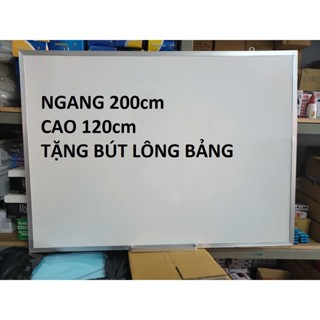 NGANG 200cm
CAO 120cm
TẶNG BÚT LÔNG BẢNG